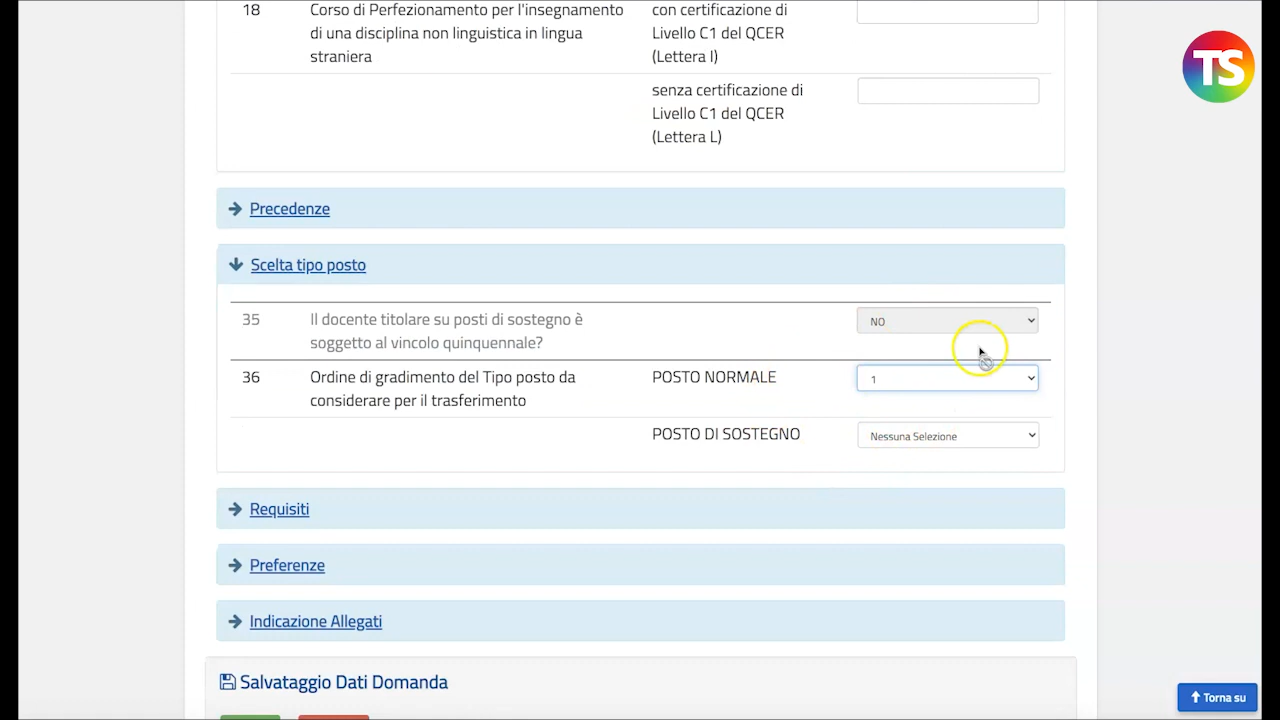 18 Corso di Perfezionamento per l'insegnamento con certificazione di
di una disciplina non linguistica in lingua Livello C1 del QCER
straniera (Lettera I)
senza certificazione di
Livello C1 del QCER
(Lettera L)
TS
Precedenze
Scelta tipo posto
35 Il docente titolare su posti di sostegno è NO
soggetto al vincolo quinquennale?
36 Ordine di gradimento del Tipo posto da POSTO NORMALE 1
considerare per il trasferimento
POSTO DI SOSTEGNO Nessuna Selezione
Requisiti
Preferenze
Indicazione Allegati
Salvataggio Dati Domanda
Torna su